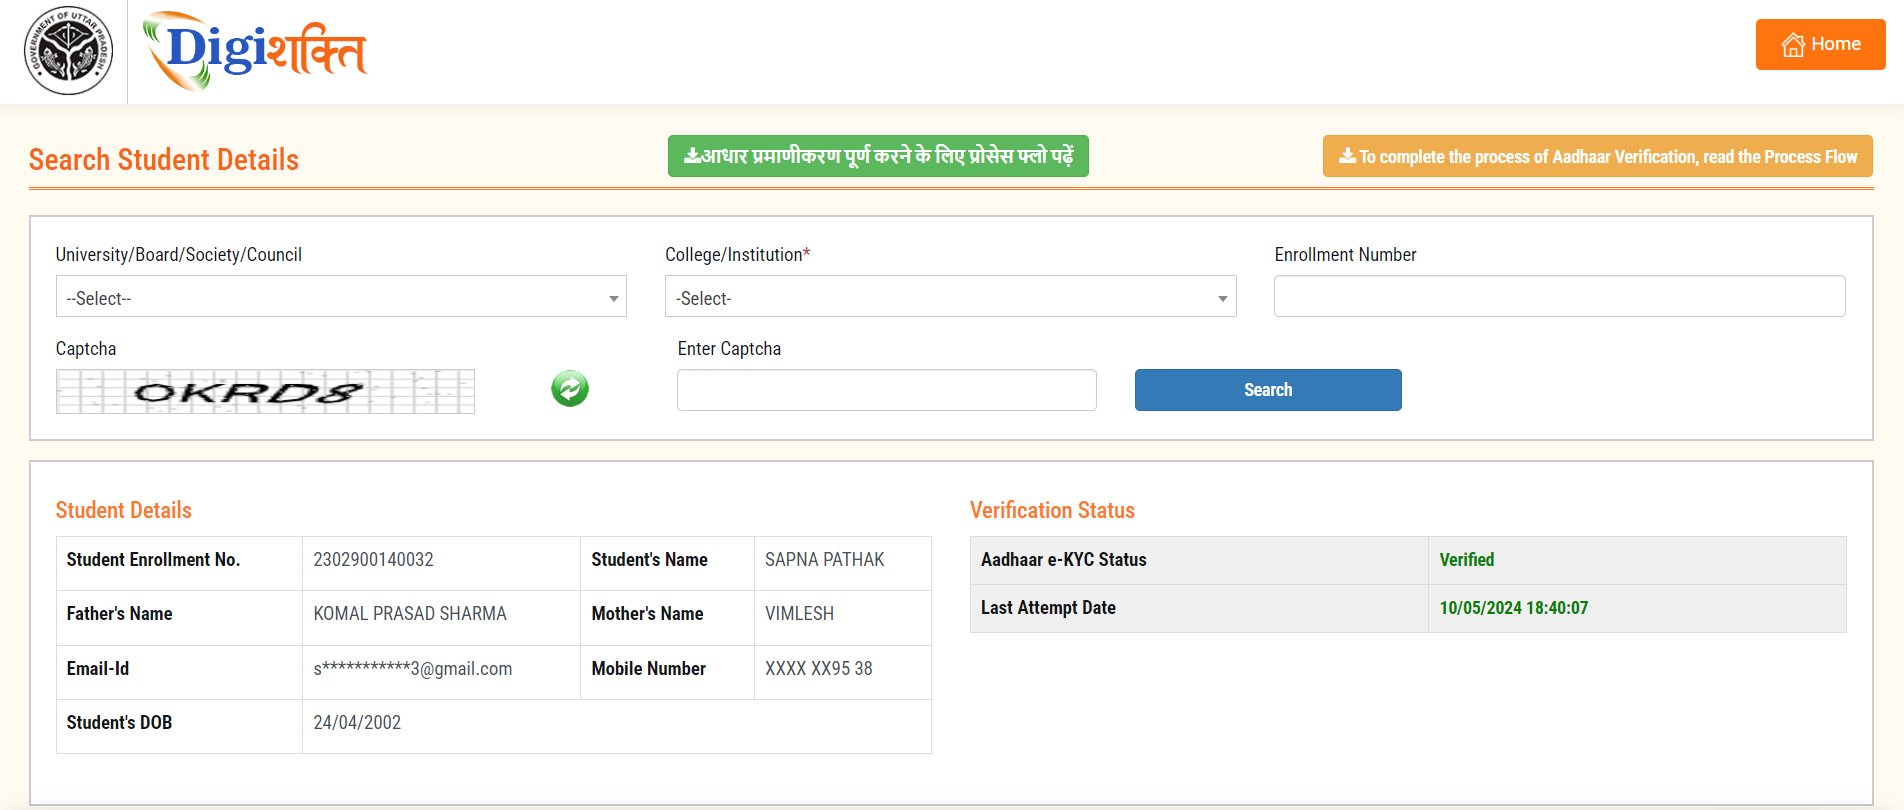 GOVERNMENT OF UTTAR PRADESH
Digiशक्ति
Home
Search Student Details
आधार प्रमाणीकरण पूर्ण करने के लिए प्रोसेस फ्लो पढ़ें
To complete the process of Aadhaar Verification, read the Process Flow
University/Board/Society/Council
College/Institution*
Enrollment Number
--Select--
-Select-
Captcha
Enter Captcha
OKRD8
Search
Student Details
Verification Status
Student Enrollment No. 2302900140032 Student's Name SAPNA PATHAK
Aadhaar e-KYC Status Verified
Father's Name KOMAL PRASAD SHARMA Mother's Name VIMLESH
Last Attempt Date 10/05/2024 18:40:07
Email-Id s***********3@gmail.com Mobile Number XXXX XX95 38
Student's DOB 24/04/2002